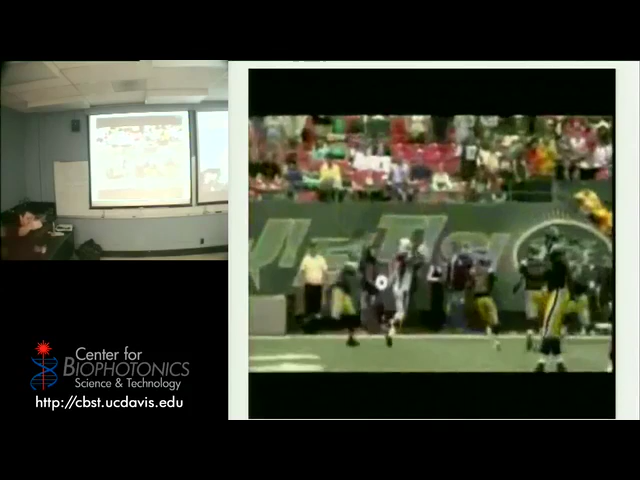 Center for
BIOPHOTONICS
Science & Technology
http://cbst.ucdavis.edu